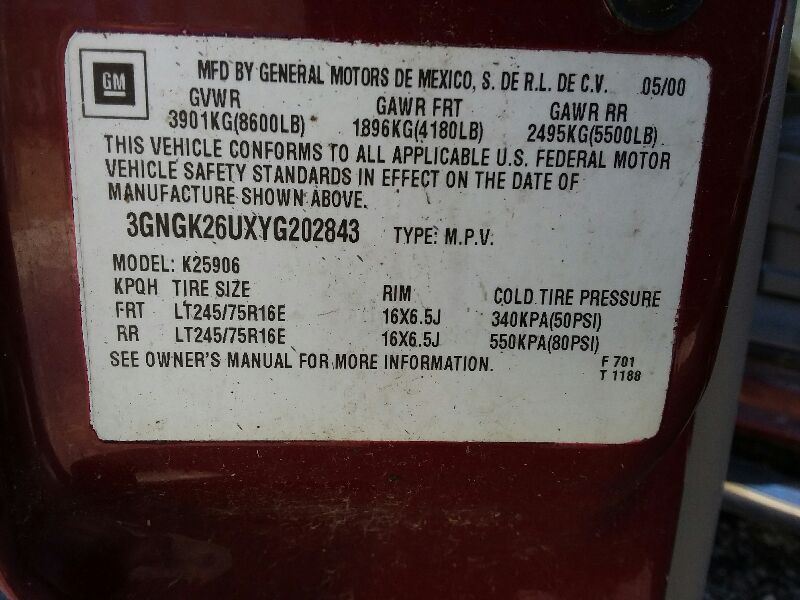 GM
MFD BY GENERAL MOTORS DE MEXICO, S. DE R.L. DE C.V. 05/00
GVWR GAWR FRT GAWR RR
3901KG(8600LB) 1896KG(4180LB) 2495KG(5500LB)
THIS VEHICLE CONFORMS TO ALL APPLICABLE U.S. FEDERAL MOTOR
VEHICLE SAFETY STANDARDS IN EFFECT ON THE DATE OF
MANUFACTURE SHOWN ABOVE.
3GNGK26UXYG202843 TYPE: M.P.V.
MODEL: K25906
KPQH TIRE SIZE RIM COLD TIRE PRESSURE
FRT LT245/75R16E 16X6.5J 340KPA(50PSI)
RR LT245/75R16E 16X6.5J 550KPA(80PSI)
SEE OWNER'S MANUAL FOR MORE INFORMATION. F 701
T 1188